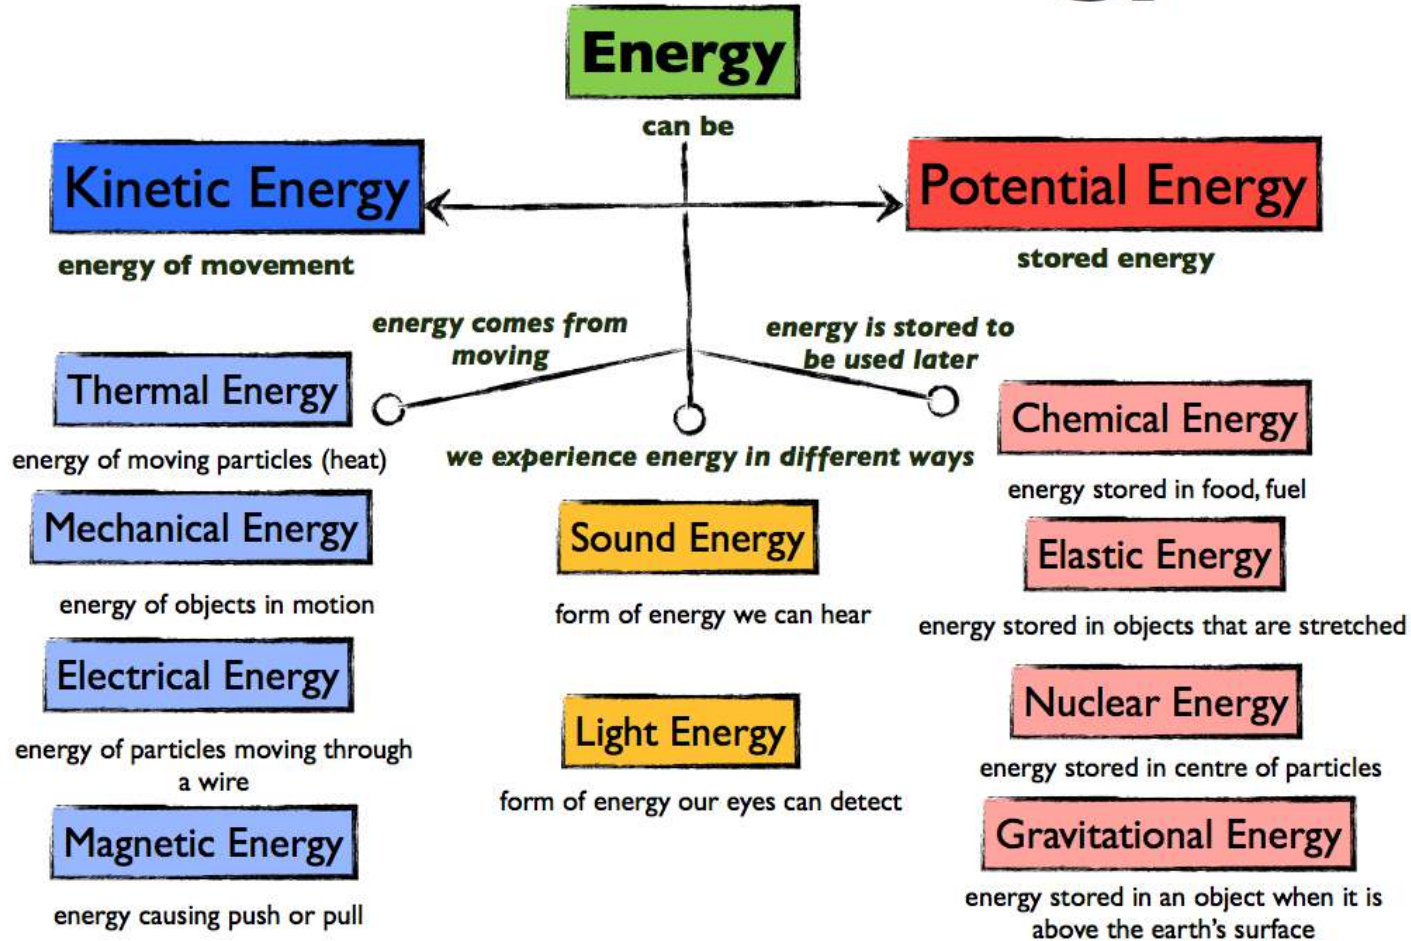 Energy
can be
Kinetic Energy
energy of movement
Potential Energy
stored energy
energy comes from
moving
energy is stored to
be used later
we experience energy in different ways
Thermal Energy
energy of moving particles (heat)
Mechanical Energy
energy of objects in motion
Electrical Energy
energy of particles moving through
a wire
Magnetic Energy
energy causing push or pull
Sound Energy
form of energy we can hear
Light Energy
form of energy our eyes can detect
Chemical Energy
energy stored in food, fuel
Elastic Energy
energy stored in objects that are stretched
Nuclear Energy
energy stored in centre of particles
Gravitational Energy
energy stored in an object when it is
above the earth's surface